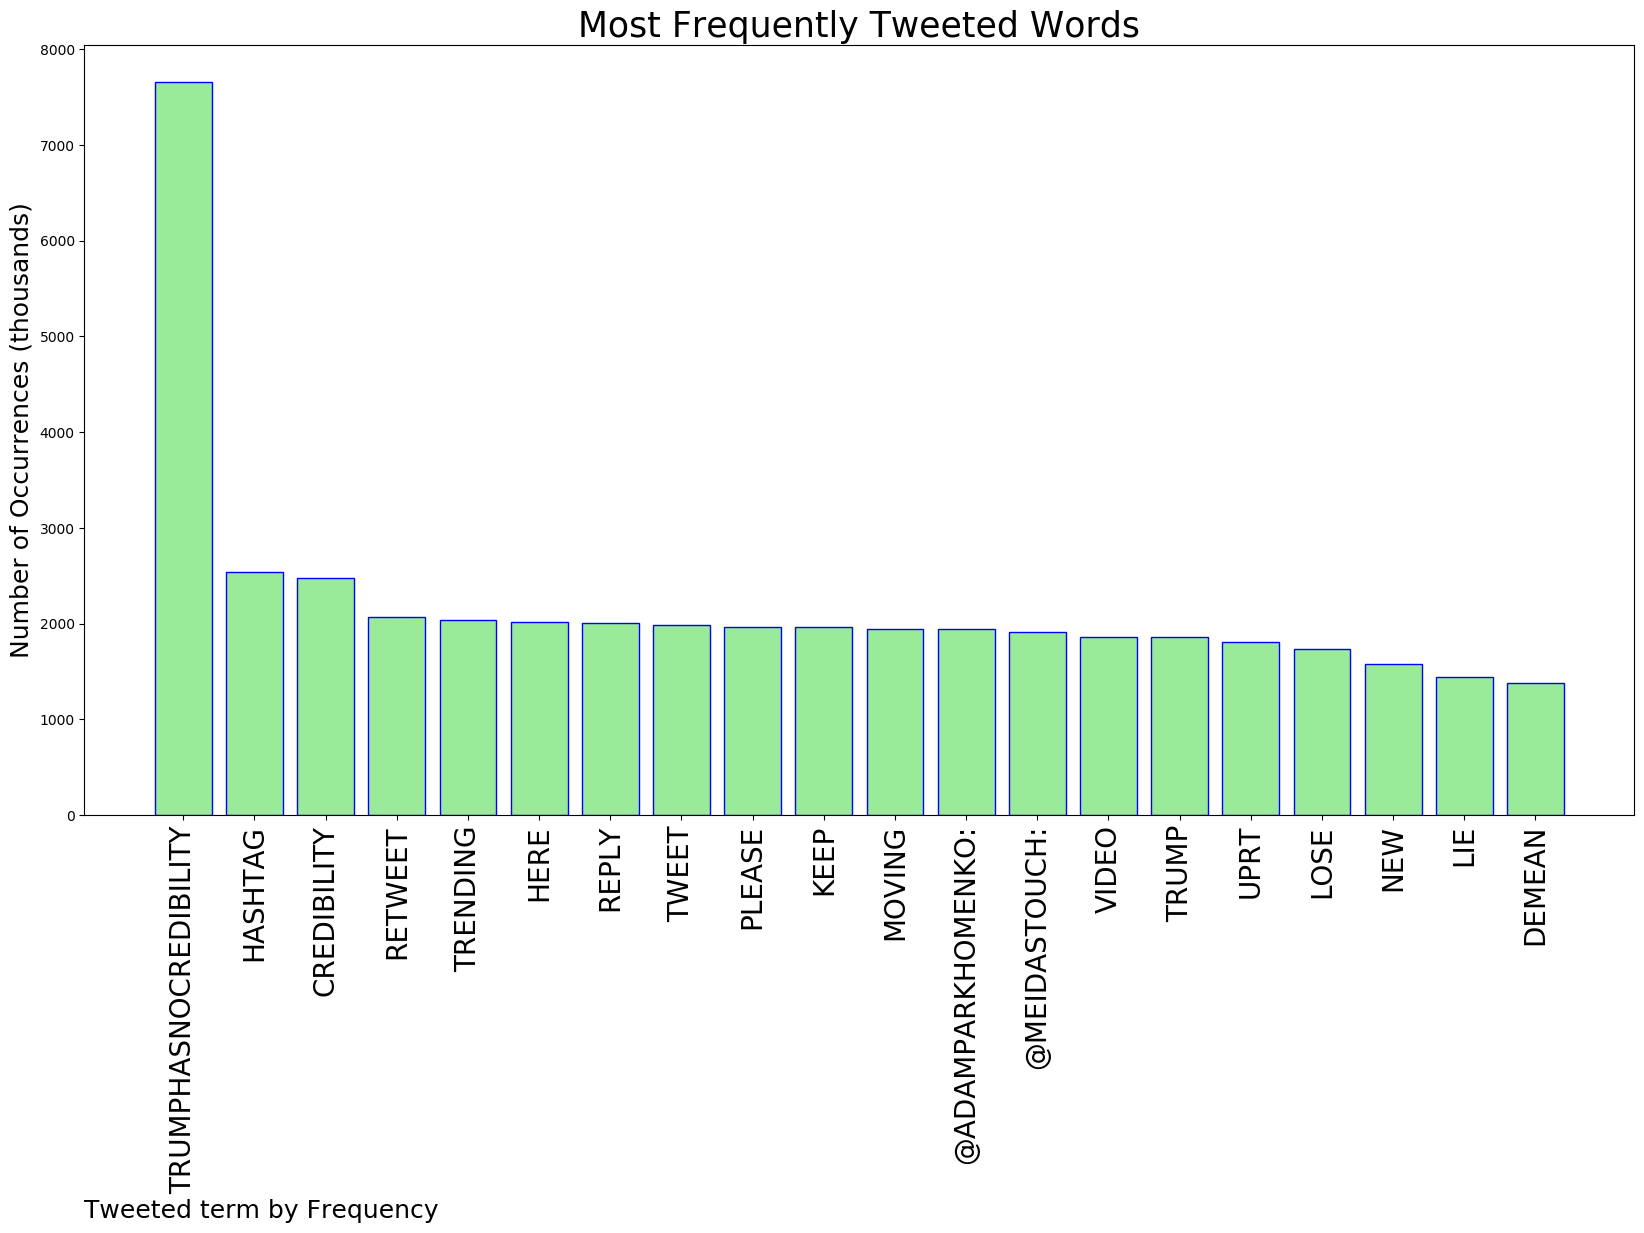 Most Frequently Tweeted Words
Number of Occurrences (thousands)
8000
7000
6000
5000
4000
3000
2000
1000
0
TRUMPHASNOCREDIBILITY
HASHTAG
CREDIBILITY
RETWEET
TRENDING
HERE
REPLY
TWEET
PLEASE
KEEP
MOVING
@ADAMPARKHOMENKO:
@MEIDASTOUCH:
VIDEO
TRUMP
UPRT
LOSE
NEW
LIE
DEMEAN
Tweeted term by Frequency